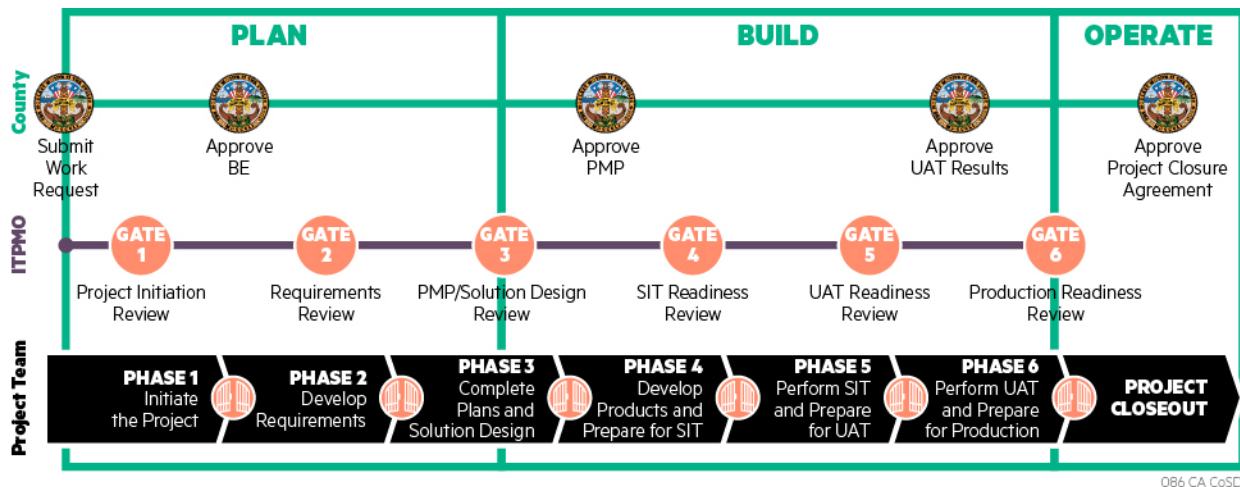 PLAN
BUILD
OPERATE
County
Submit
Work
Request
Approve
BE
Approve
PMP
Approve
UAT Results
Approve
Project Closure
Agreement
ITPMO
GATE
1
GATE
2
GATE
3
GATE
4
GATE
5
GATE
6
Project Initiation
Review
Requirements
Review
PMP/Solution Design
Review
SIT Readiness
Review
UAT Readiness
Review
Production Readiness
Review
Project Team
PHASE 1
Initiate
the Project
PHASE 2
Develop
Requirements
PHASE 3
Complete
Plans and
Solution Design
PHASE 4
Develop
Products and
Prepare for SIT
PHASE 5
Perform SIT
and Prepare
for UAT
PHASE 6
Perform UAT
and Prepare
for Production
PROJECT
CLOSEOUT
086 CA CoSD